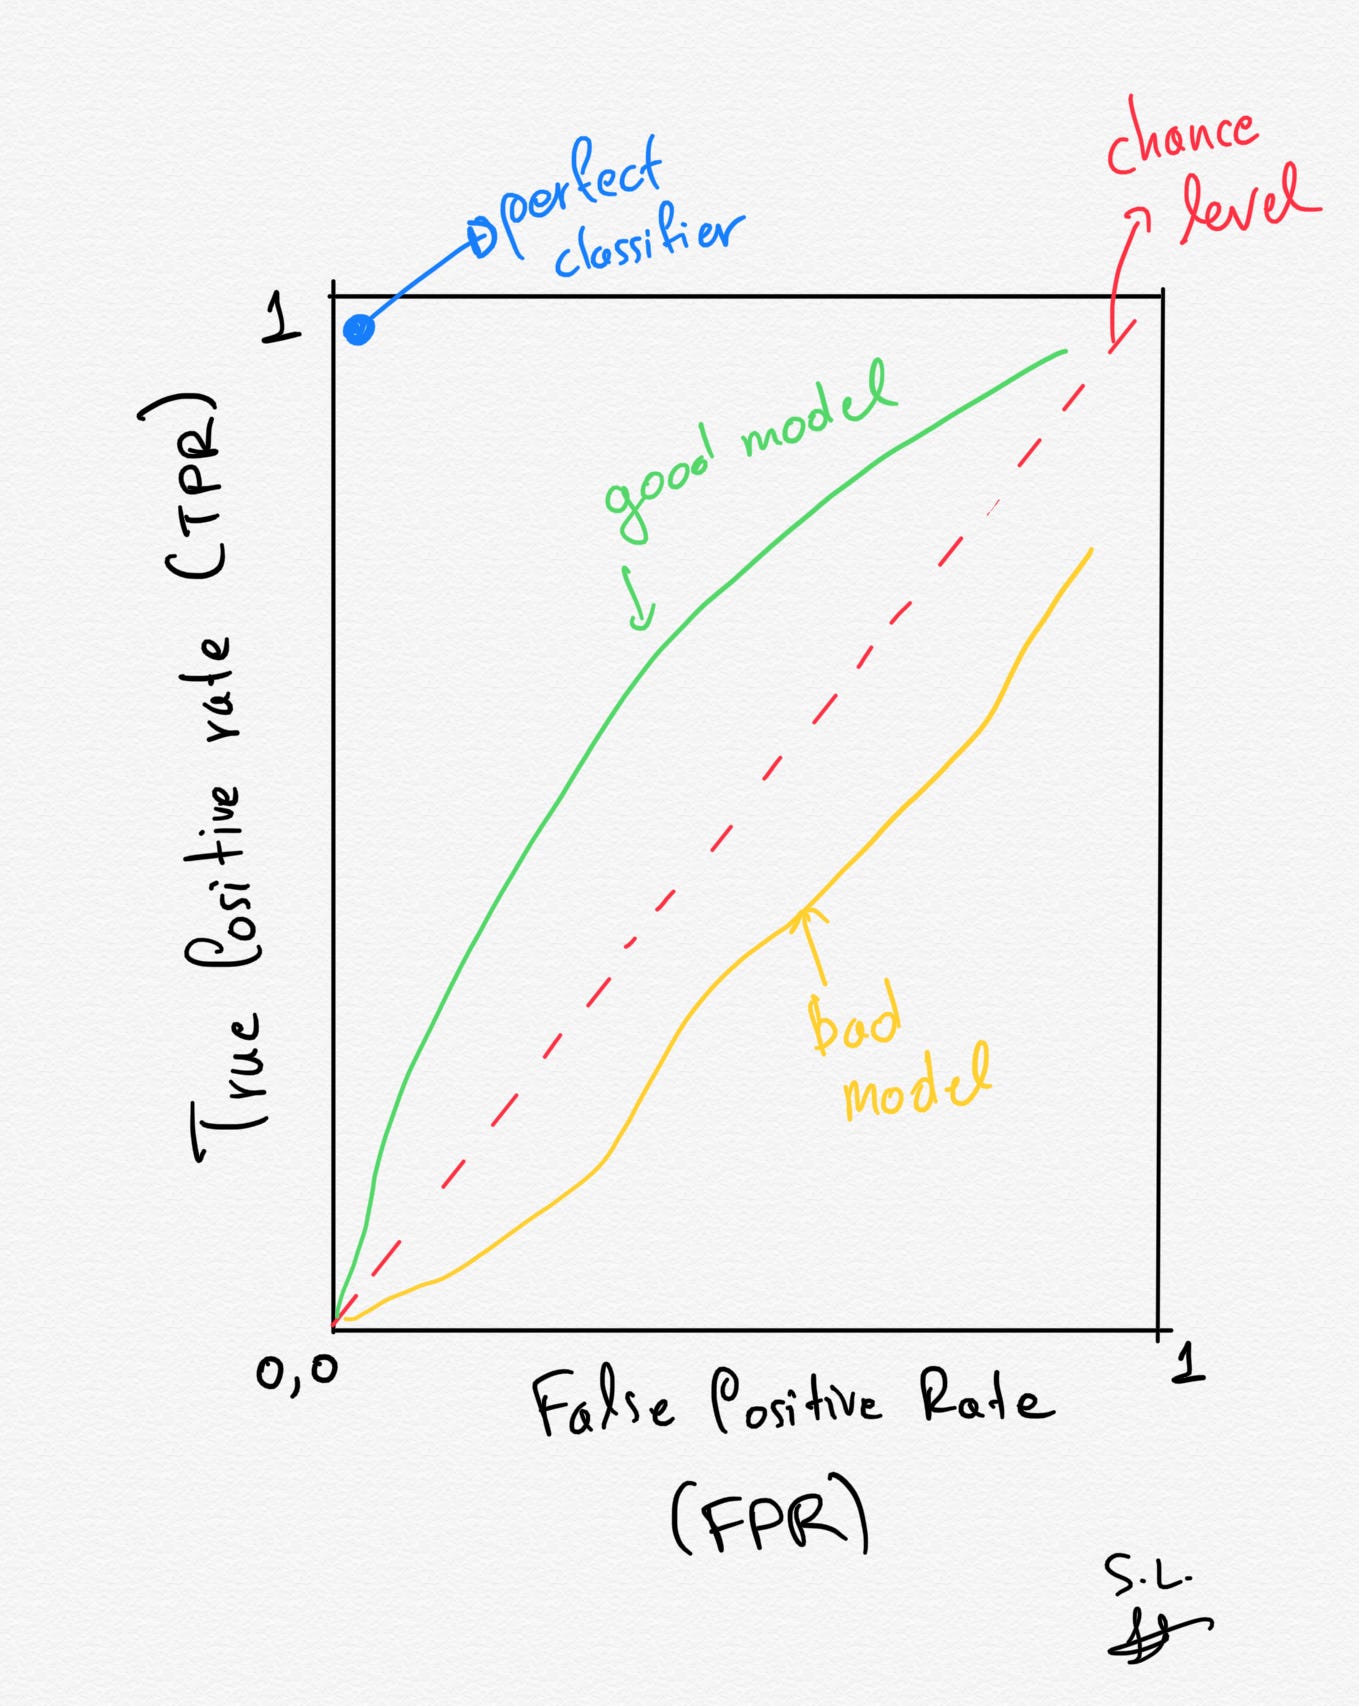 perfect
classifier
chance
level
1
good model
True Positive rate (TPR)
Bad
model
0,0
1
False Positive Rate
(FPR)
S.L.